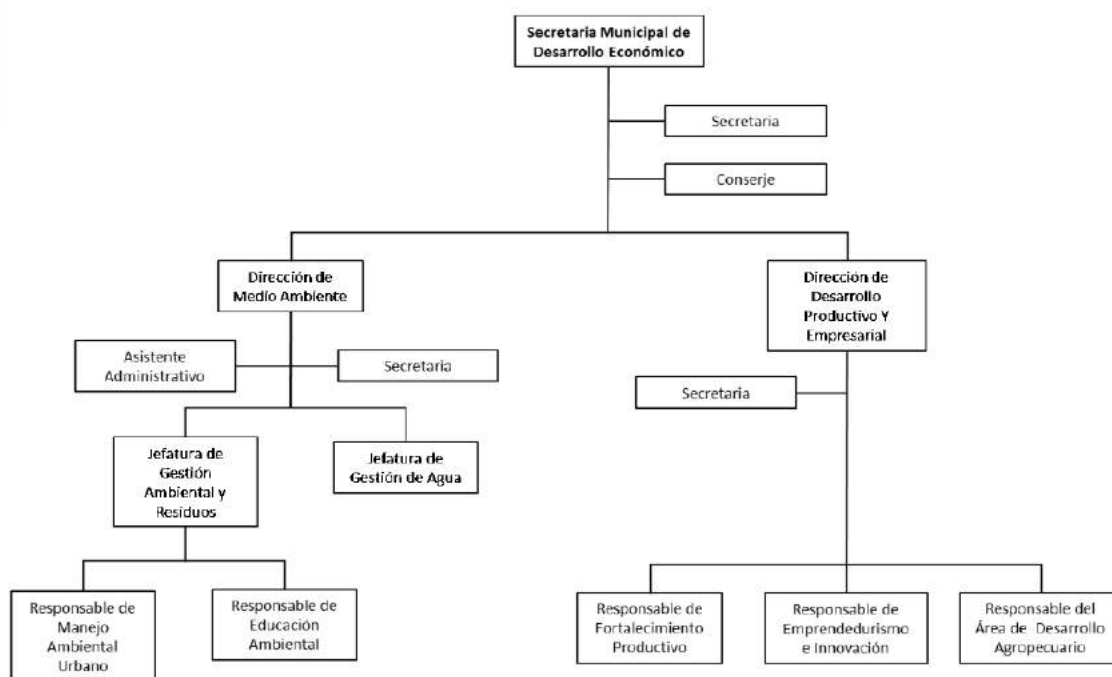 Secretaria Municipal de
Desarrollo Económico
Secretaria
Conserje
Dirección de
Medio Ambiente
Dirección de
Desarrollo
Productivo Y
Empresarial
Asistente
Administrativo
Secretaria
Secretaria
Jefatura de
Gestión
Ambiental y
Residuos
Jefatura de
Gestión de Agua
Responsable de
Manejo
Ambiental
Urbano
Responsable de
Educación
Ambiental
Responsable de
Fortalecimiento
Productivo
Responsable de
Emprendedurismo
e Innovación
Responsable del
Área de Desarrollo
Agropecuario